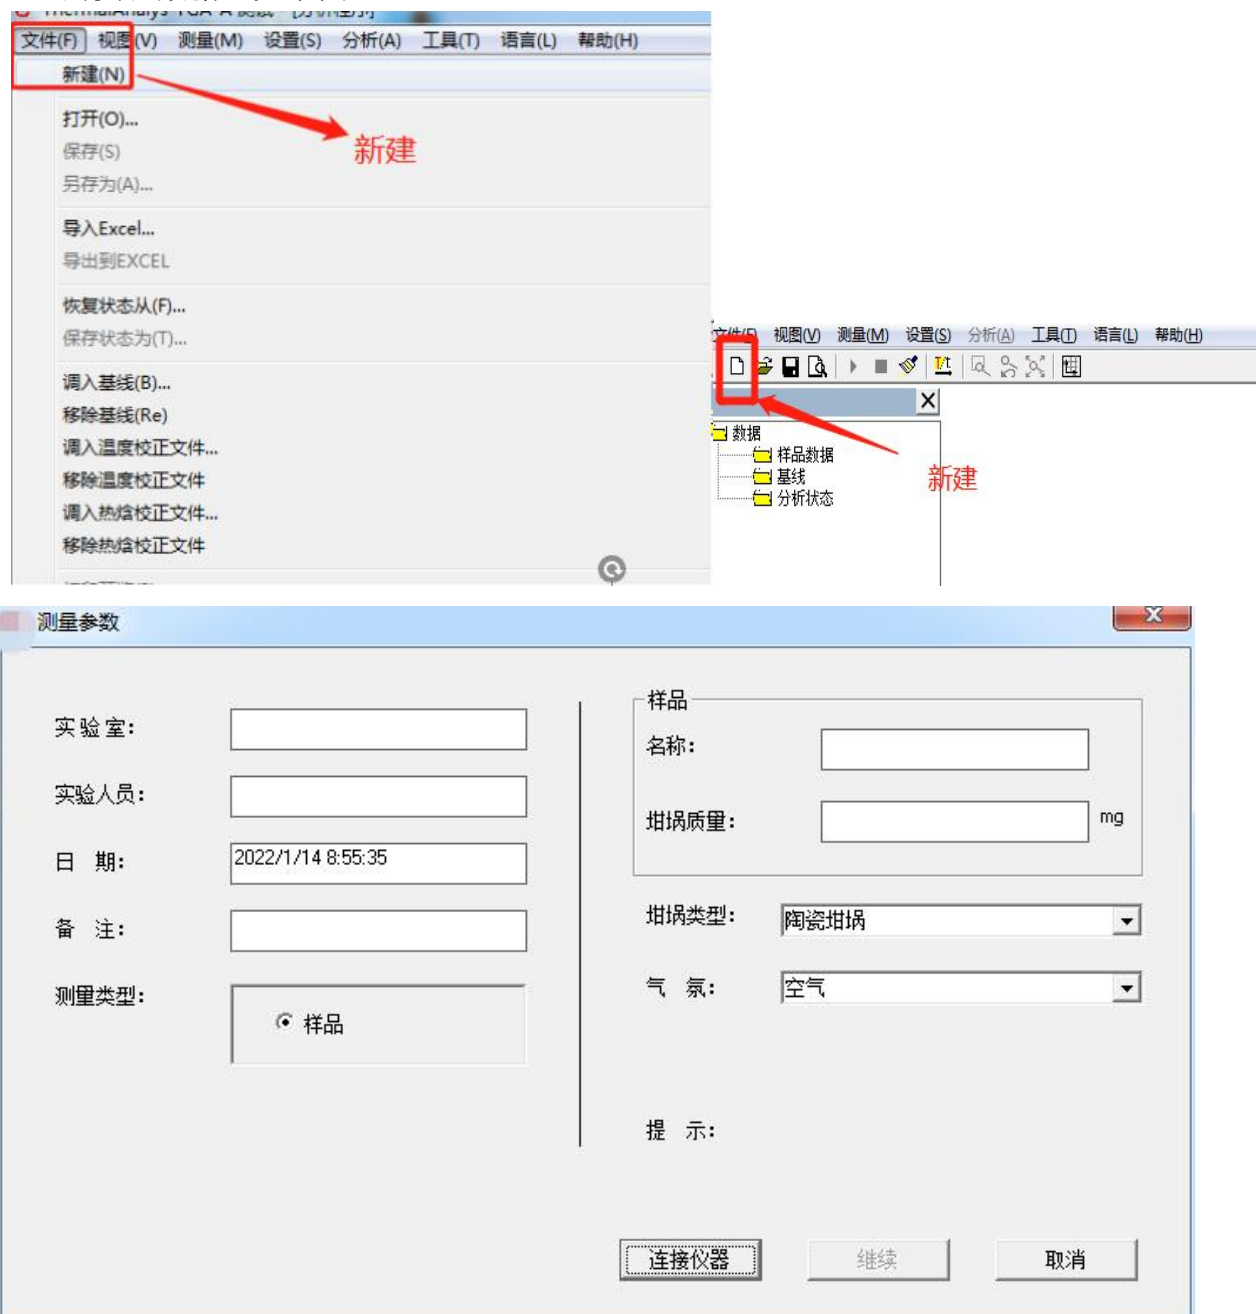 文件(F) 视图(V) 测量(M) 设置(S) 分析(A) 工具(T) 语言(L) 帮助(H)
新建(N)
新建
打开(O)...
保存(S)
另存为(A)...
导入Excel...
导出到EXCEL
恢复状态从(F)...
保存状态为(T)...
调入基线(B)...
移除基线(Re)
调入温度校正文件...
移除温度校正文件
调入热焓校正文件...
移除热焓校正文件
文件(F) 视图(V) 测量(M) 设置(S) 分析(A) 工具(T) 语言(L) 帮助(H)
数据
样品数据
基线
分析状态
新建
测量参数
实验室:
实验人员:
日 期: 2022/1/14 8:55:35
备 注:
测量类型: 样品
样品
名称:
坩埚质量: mg
坩埚类型: 陶瓷坩埚
气 氛: 空气
提 示:
连接仪器 继续 取消